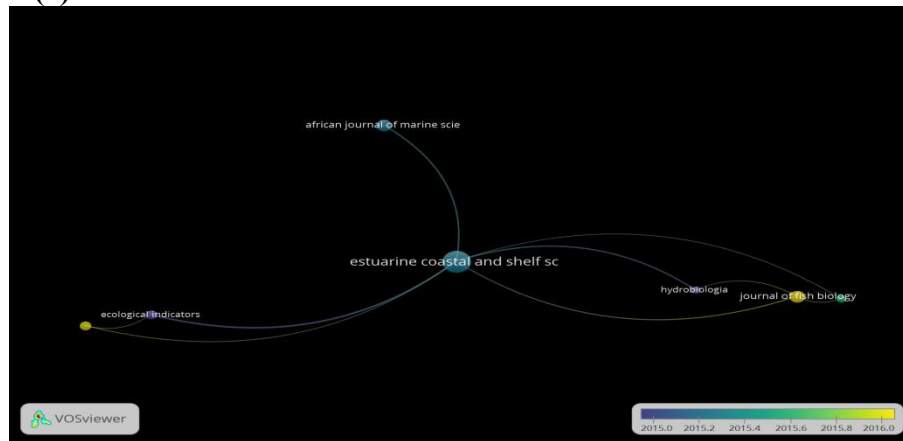 african journal of marine scie
estuarine coastal and shelf sc
hydrobiologia
journal of fish biology
ecological indicators
VOSviewer
2015.0 2015.2 2015.4 2015.6 2015.8 2016.0